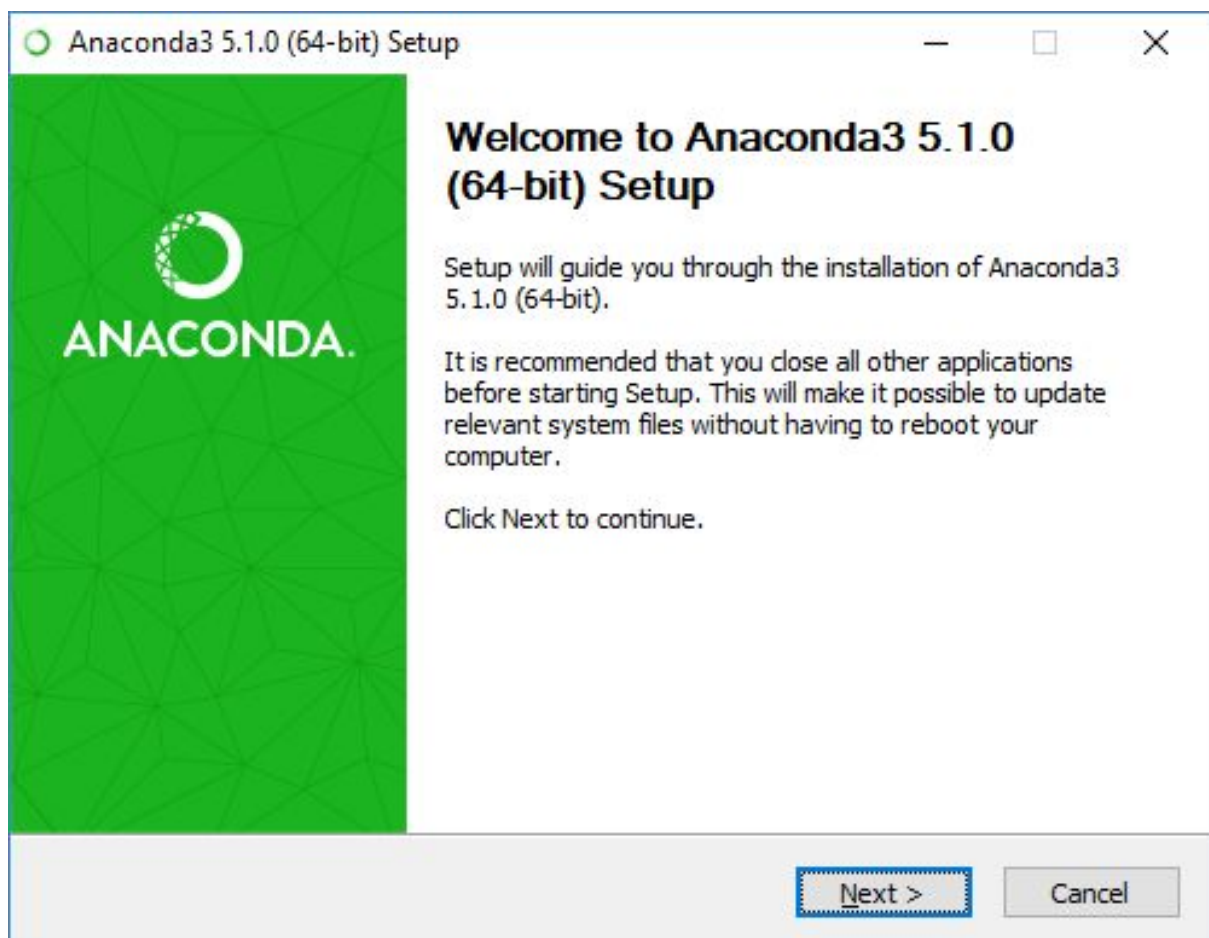 Anaconda3 5.1.0 (64-bit) Setup
ANACONDA.
Welcome to Anaconda3 5.1.0
(64-bit) Setup
Setup will guide you through the installation of Anaconda3
5.1.0 (64-bit).
It is recommended that you close all other applications
before starting Setup. This will make it possible to update
relevant system files without having to reboot your
computer.
Click Next to continue.
Next >
Cancel